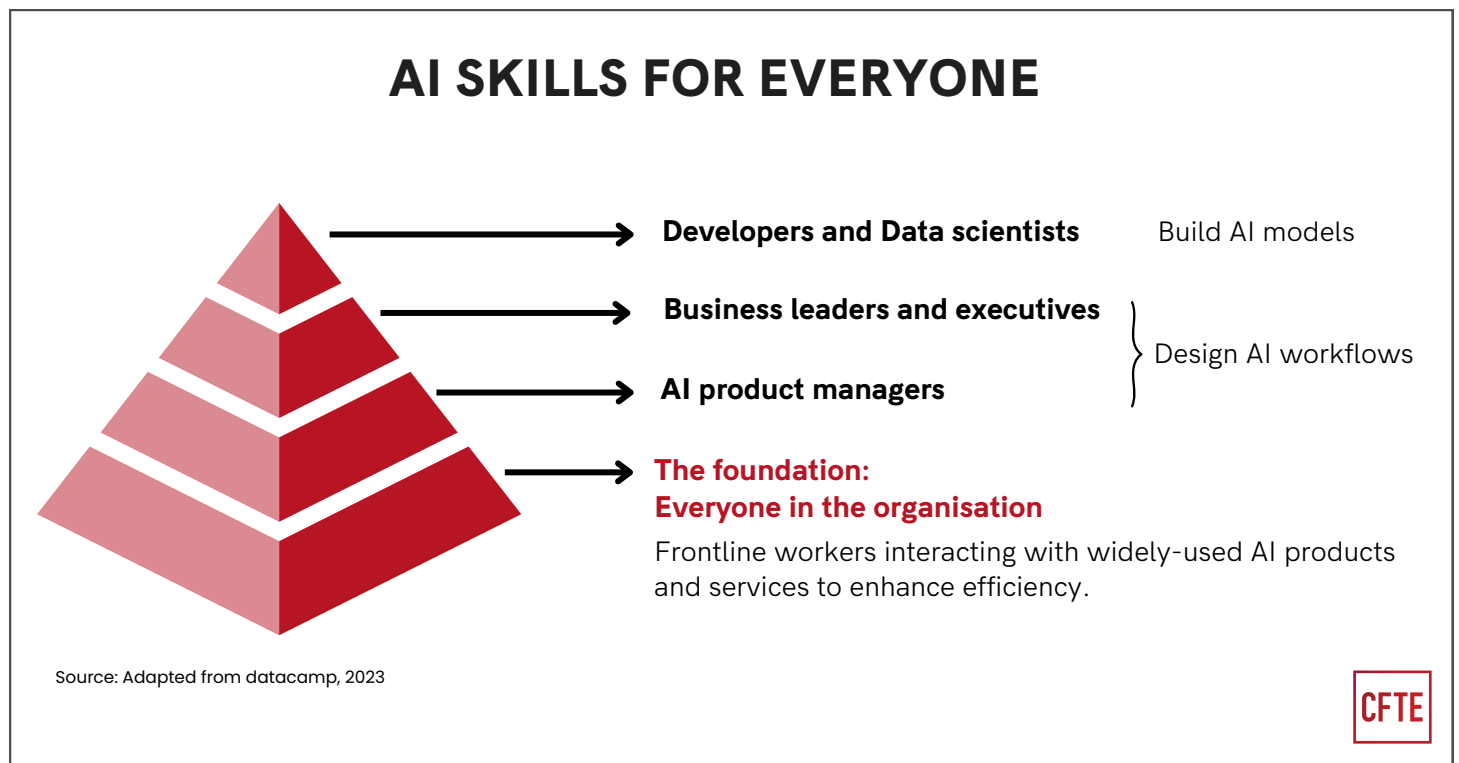 AI SKILLS FOR EVERYONE
Developers and Data scientists
Build AI models
Business leaders and executives
AI product managers
Design AI workflows
The foundation:
Everyone in the organisation
Frontline workers interacting with widely-used AI products
and services to enhance efficiency.
Source: Adapted from datacamp, 2023
CFTE